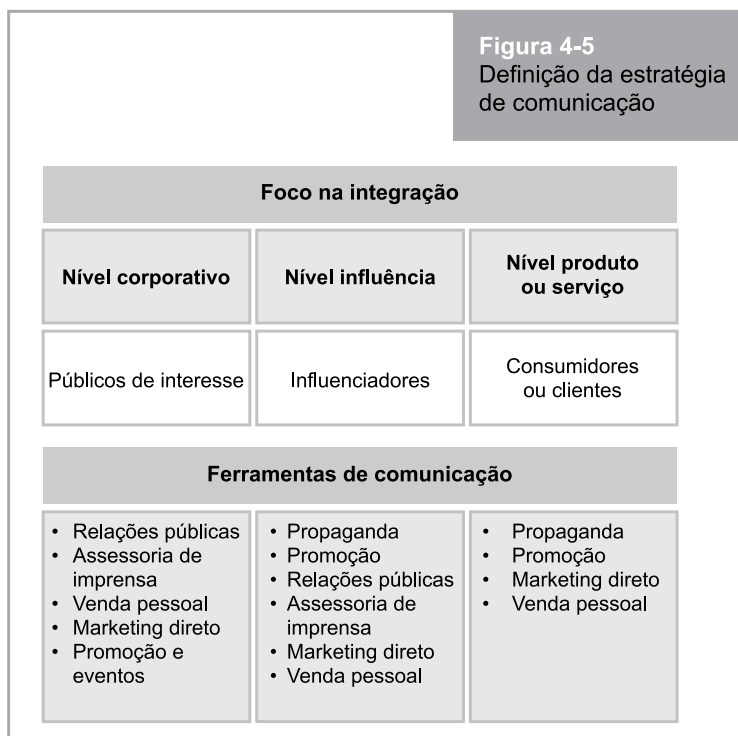 Figura 4-5
Definição da estratégia
de comunicação
Foco na integração
Nível corporativo
Nível influência
Nível produto
ou serviço
Públicos de interesse
Influenciadores
Consumidores
ou clientes
Ferramentas de comunicação
• Relações públicas
• Assessoria de
imprensa
• Venda pessoal
• Marketing direto
• Promoção e
eventos
• Propaganda
• Promoção
• Relações públicas
• Assessoria de
imprensa
• Marketing direto
• Venda pessoal
• Propaganda
• Promoção
• Marketing direto
• Venda pessoal